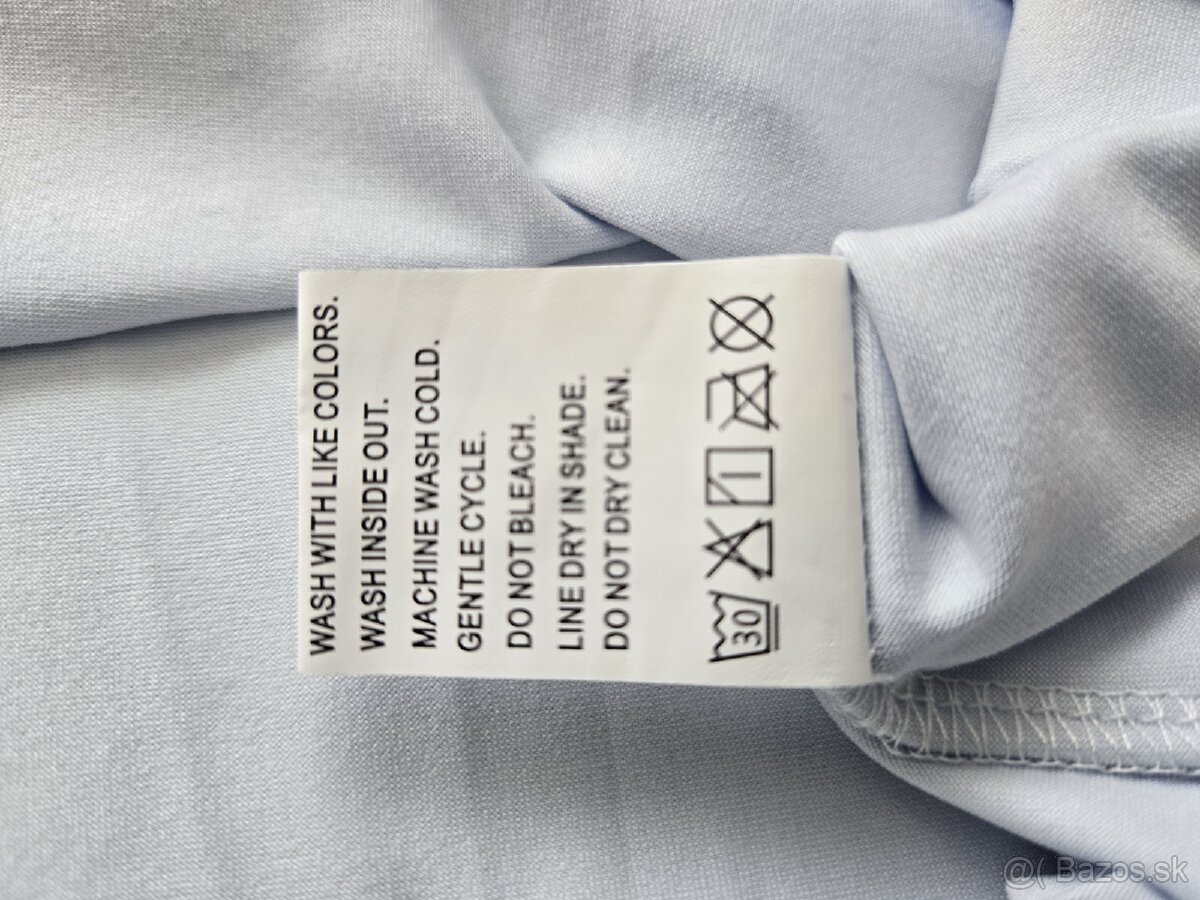 WASH WITH LIKE COLORS.
WASH INSIDE OUT.
MACHINE WASH COLD.
GENTLE CYCLE.
DO NOT BLEACH.
LINE DRY IN SHADE.
DO NOT DRY CLEAN.
30
@( Bazos.sk